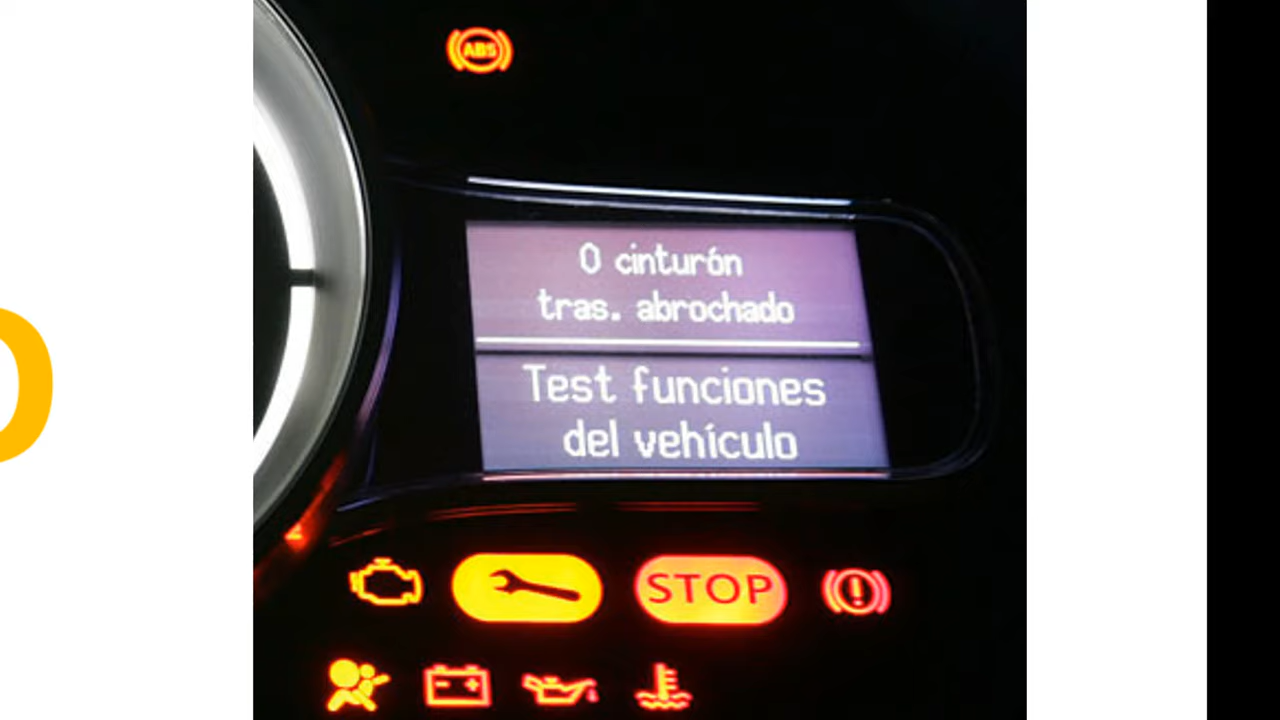 ABS
0 cinturón
tras. abrochado
Test funciones
del vehículo
STOP